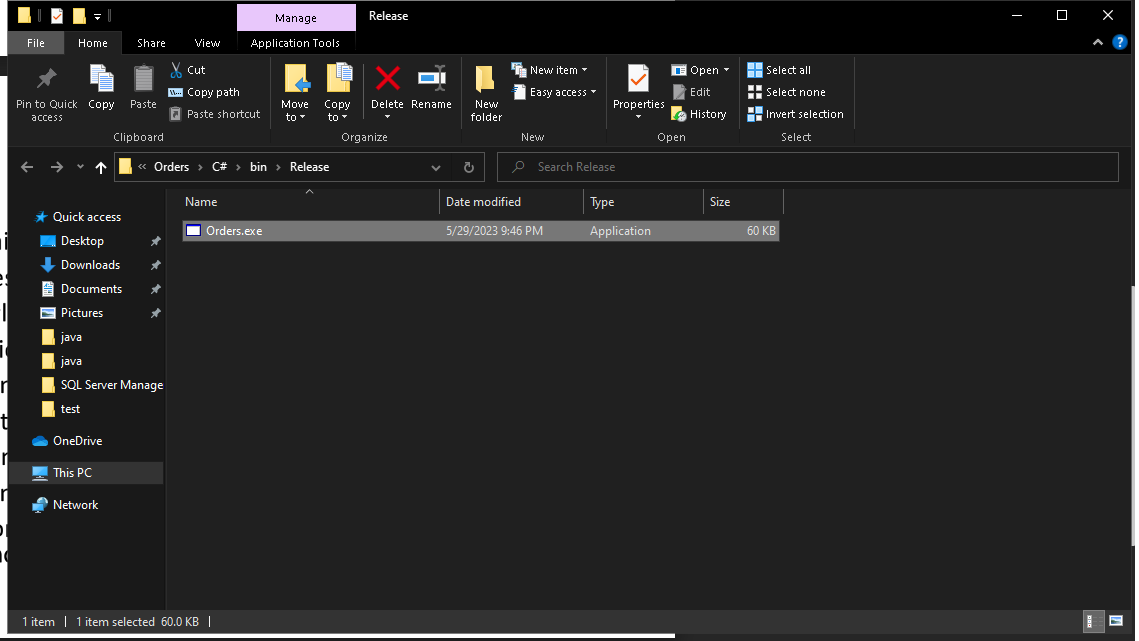 Manage
Release
File
Home
Share
View
Application Tools
Pin to Quick access
Copy
Paste
Cut
Copy path
Paste shortcut
Clipboard
Move to
Copy to
Delete
Rename
Organize
New folder
New item
Easy access
New
Properties
Open
Edit
History
Open
Select all
Select none
Invert selection
Select
« Orders › C# › bin › Release
Search Release
Name Date modified Type Size
Orders.exe 5/29/2023 9:46 PM Application 60 KB
Quick access
Desktop
Downloads
Documents
Pictures
java
java
SQL Server Manage
test
OneDrive
This PC
Network
1 item 1 item selected 60.0 KB